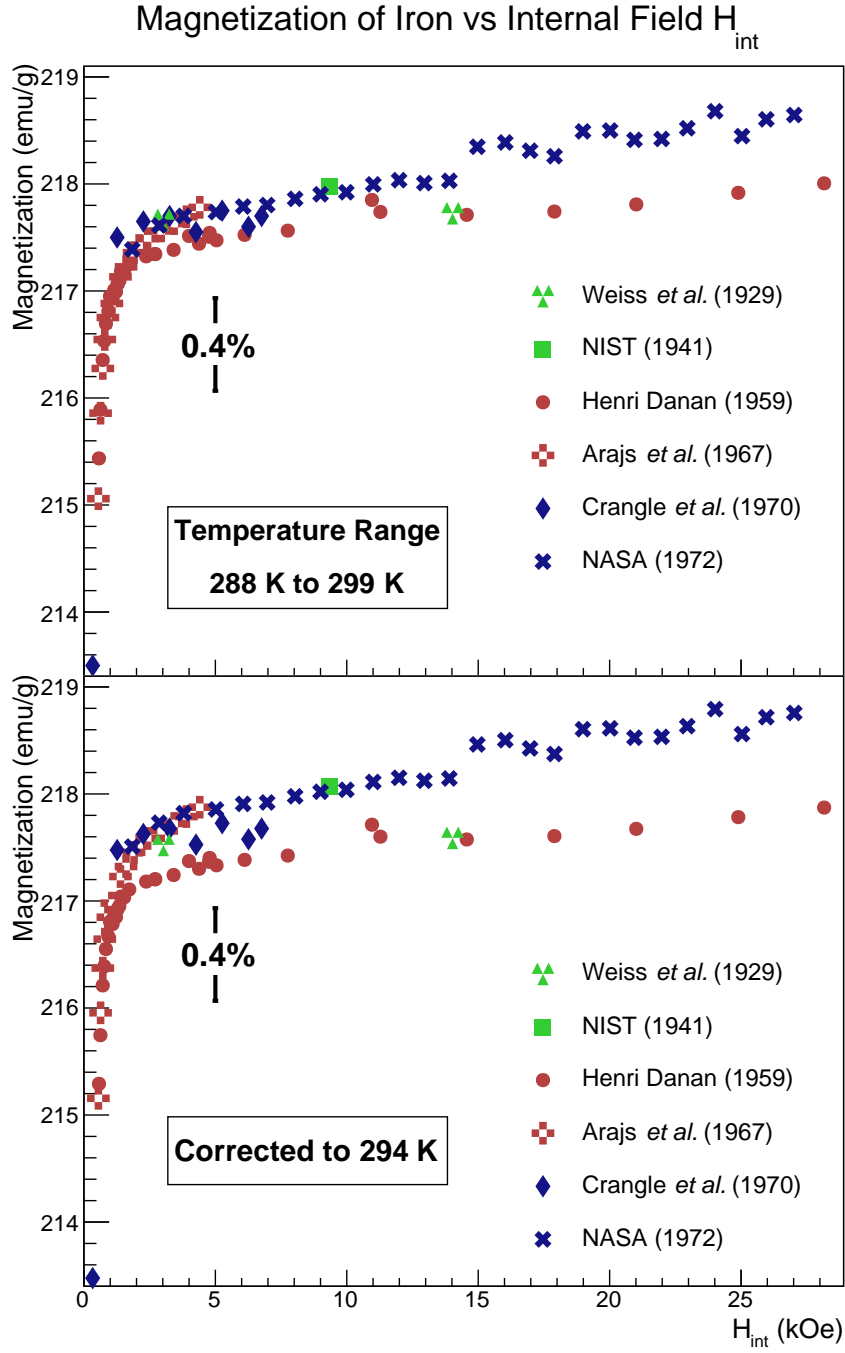 Magnetization of Iron vs Internal Field H_int
Magnetization (emu/g)
219
218
217
216
215
214
0.4%
Temperature Range
288 K to 299 K
Weiss et al. (1929)
NIST (1941)
Henri Danan (1959)
Arajs et al. (1967)
Crangle et al. (1970)
NASA (1972)
Magnetization (emu/g)
219
218
217
216
215
214
0.4%
Corrected to 294 K
Weiss et al. (1929)
NIST (1941)
Henri Danan (1959)
Arajs et al. (1967)
Crangle et al. (1970)
NASA (1972)
0 5 10 15 20 25
H_int (kOe)